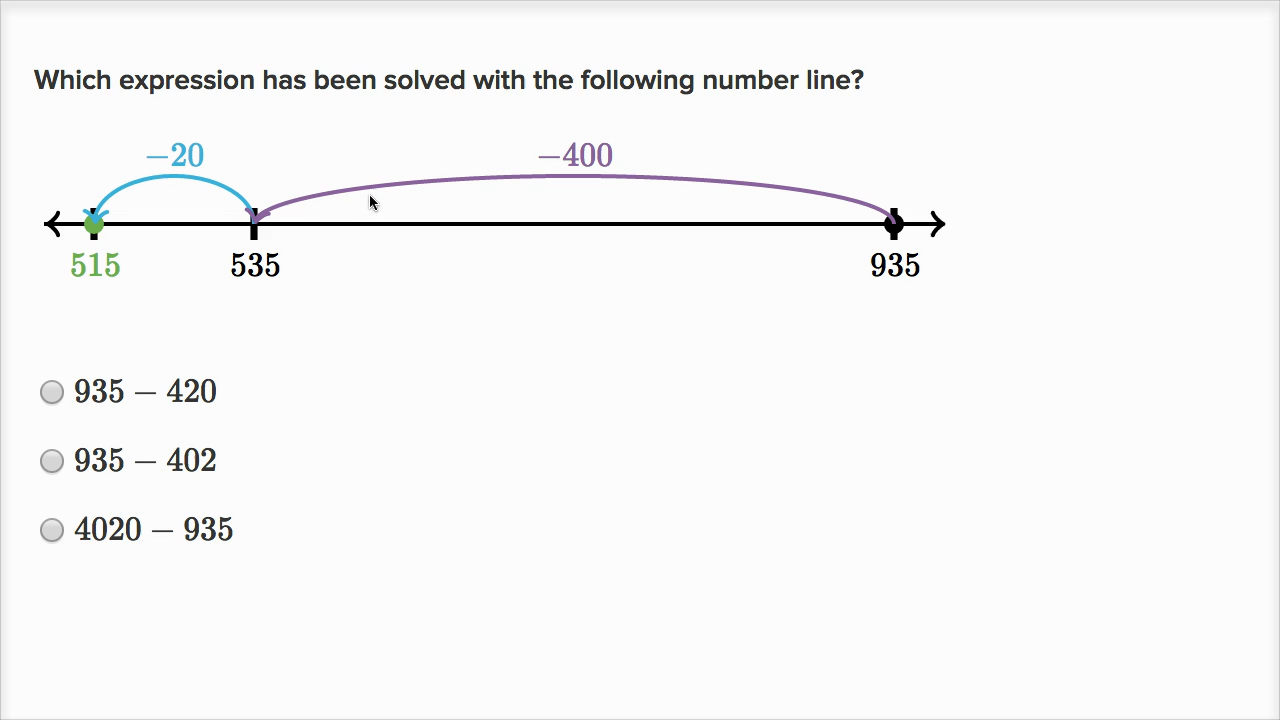 Which expression has been solved with the following number line?
−20 −400
515 535 935
935 − 420
935 − 402
4020 − 935